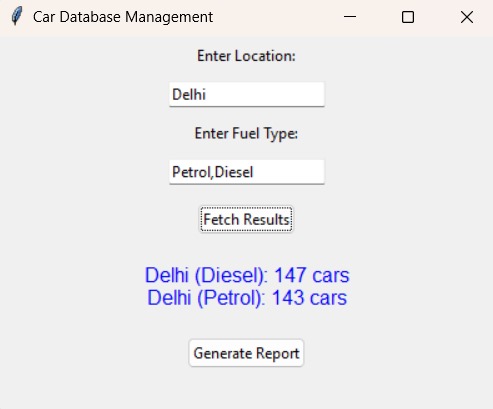 Car Database Management
Enter Location:
Delhi
Enter Fuel Type:
Petrol,Diesel
Fetch Results
Delhi (Diesel): 147 cars
Delhi (Petrol): 143 cars
Generate Report